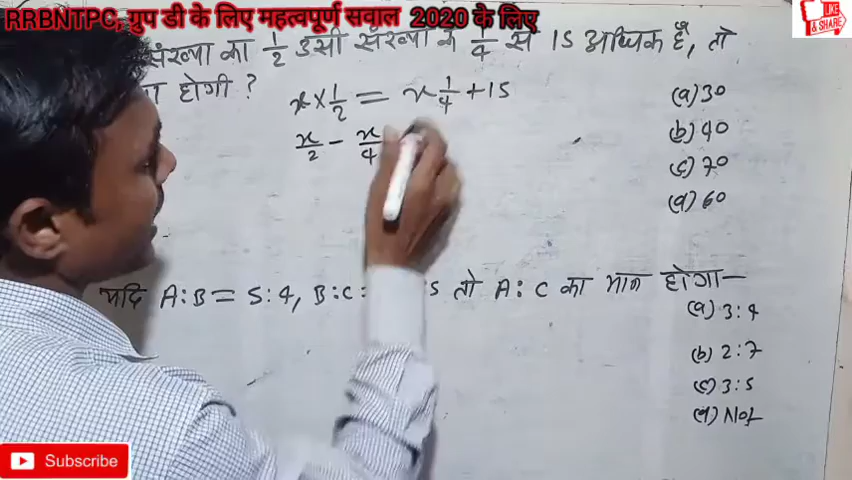 RRBNTPC, ग्रुप डी के लिए महत्वपूर्ण सवाल 2020 के लिए
LIKE & SHARE
संख्या का 1/2 उसी संख्या के 1/4 से 15 अधिक है, तो
होगी ?
x × 1/2 = x 1/4 + 15
x/2 - x/4
(a) 30
(b) 40
(c) 70
(d) 60
यदि A:B = 5:4, B:C: 5 तो A:C का मान होगा—
(a) 3:4
(b) 2:7
(c) 3:5
(d) Not
Subscribe